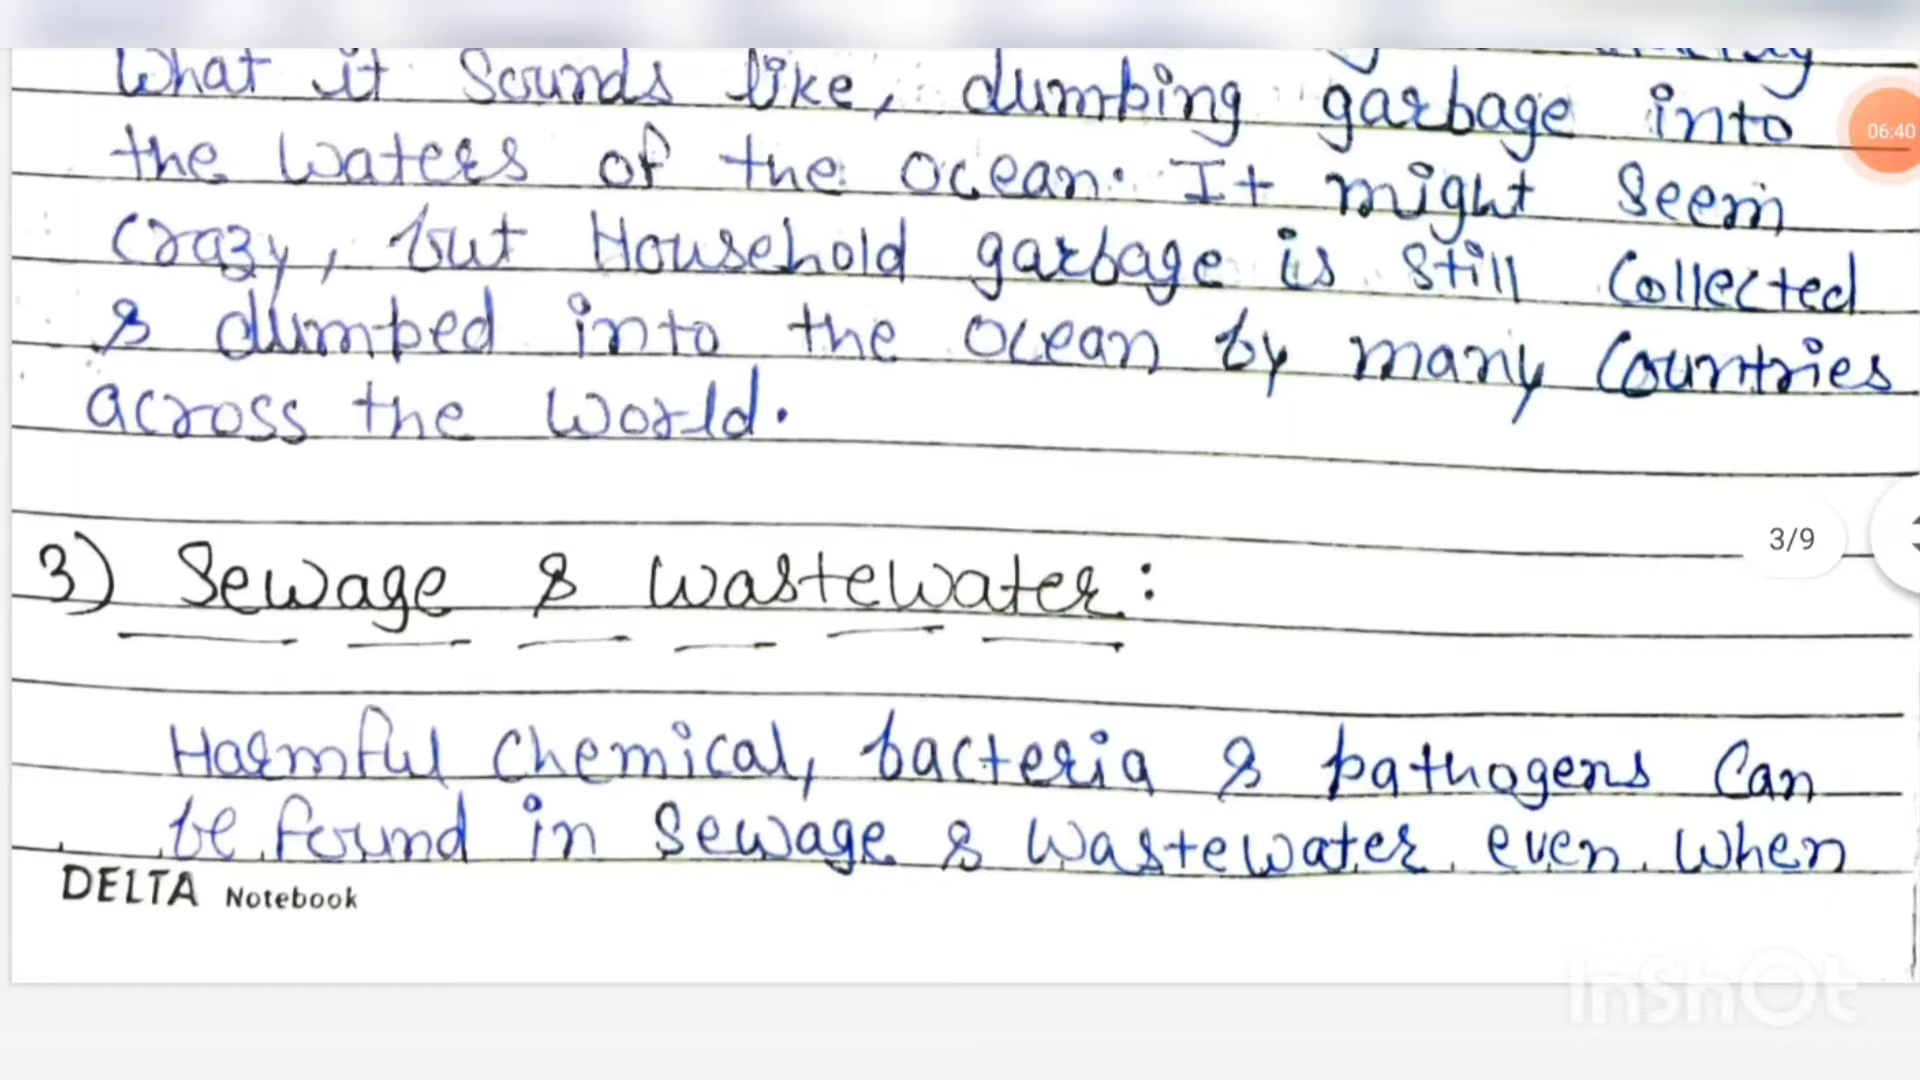 What it Sounds like, dumping garbage into
the waters of the ocean. It might seem
crazy, but Household garbage is still collected
& dumped into the ocean by many countries
across the world.
3) Sewage & wastewater:
Harmful chemical, bacteria & pathogens can
be found in sewage & wastewater even when
DELTA Notebook
06:40
3/9
InShOt